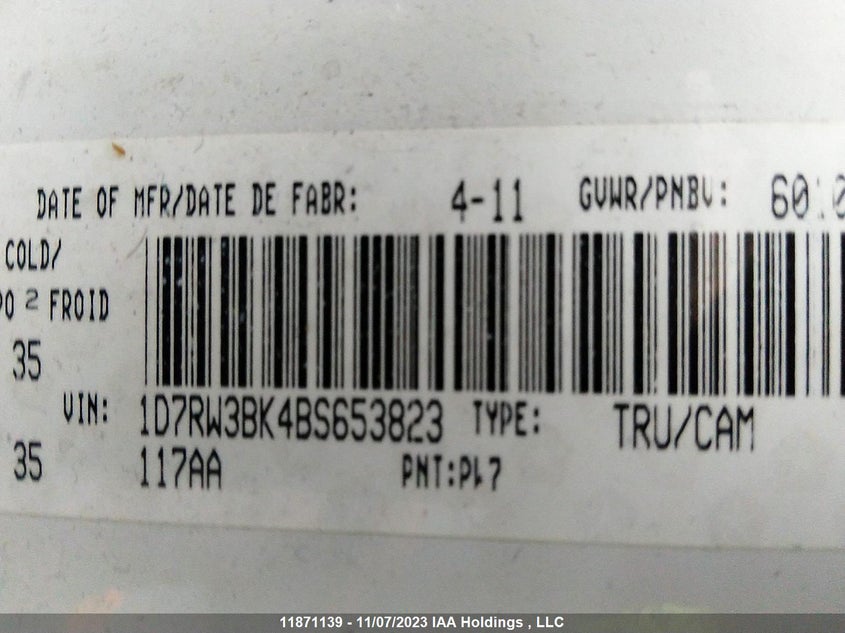 DATE OF MFR/DATE DE FABR: 4-11 GVWR/PNBV:
COLD/
2 FROID
35
VIN: 1D7RW3BK4BS653823 TYPE: TRU/CAM
35 117AA PNT:
11871139 - 11/07/2023 IAA Holdings , LLC